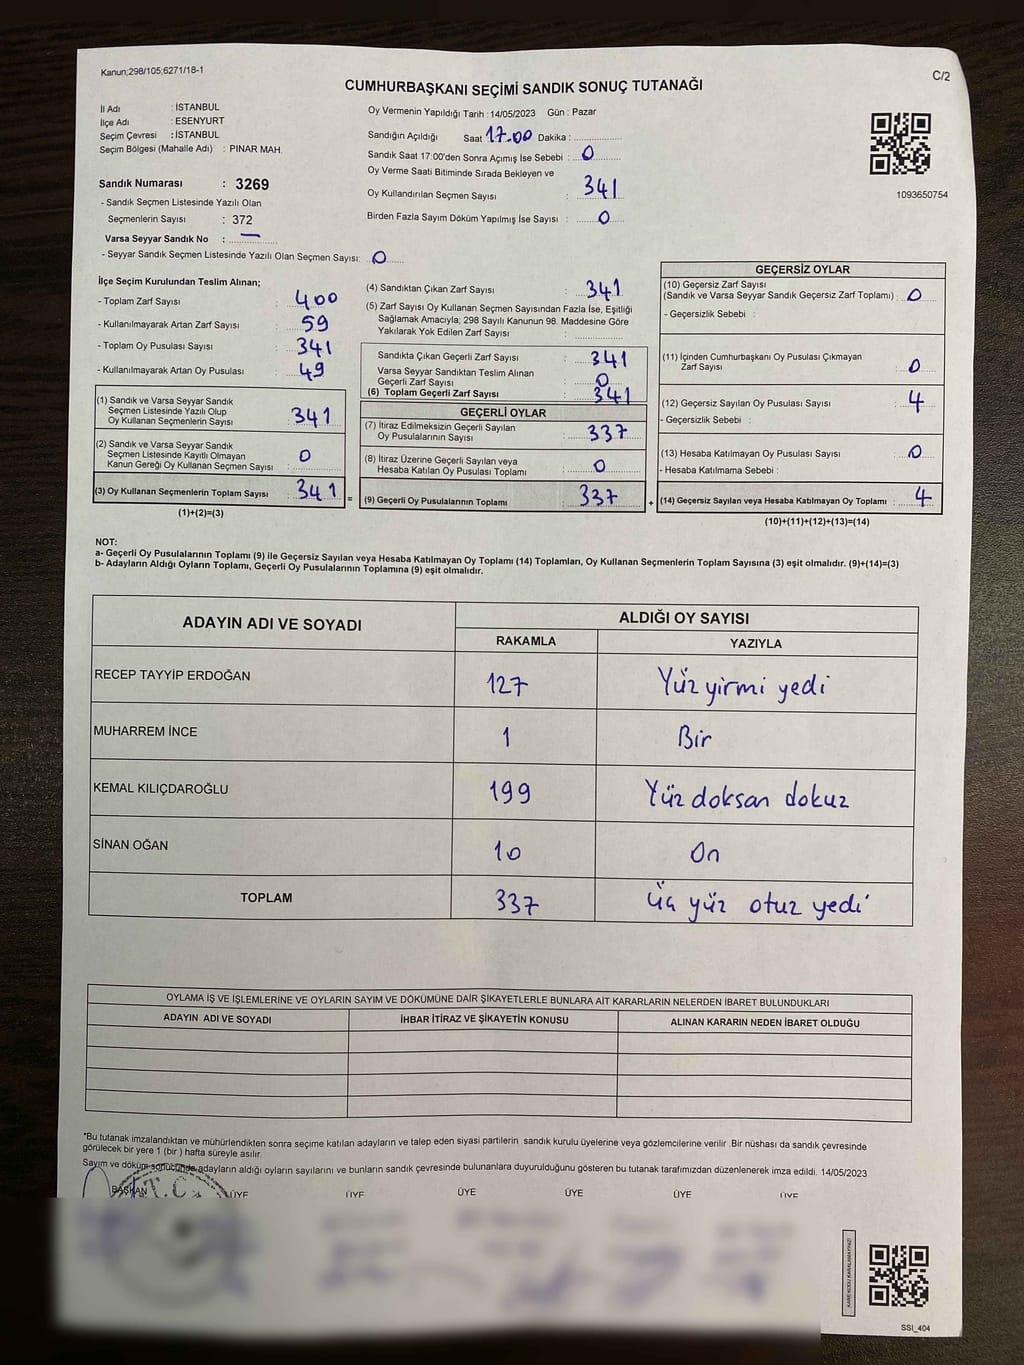 Kanun;298/105;6271/18-1
C/2
CUMHURBAŞKANI SEÇİMİ SANDIK SONUÇ TUTANAĞI
İl Adı : İSTANBUL
İlçe Adı : ESENYURT
Seçim Çevresi : İSTANBUL
Seçim Bölgesi (Mahalle Adı) : PINAR MAH.
Sandık Numarası : 3269
- Sandık Seçmen Listesinde Yazılı Olan
Seçmenlerin Sayısı : 372
Varsa Seyyar Sandık No : —
- Seyyar Sandık Seçmen Listesinde Yazılı Olan Seçmen Sayısı: 0
Oy Vermenin Yapıldığı Tarih : 14/05/2023 Gün : Pazar
Sandığın Açıldığı Saat 17.00 Dakika :
Sandık Saat 17:00'den Sonra Açımış İse Sebebi : 0
Oy Verme Saati Bitiminde Sırada Bekleyen ve
Oy Kullandırılan Seçmen Sayısı : 341
Birden Fazla Sayım Döküm Yapılmış İse Sayısı : 0
1093650754
İlçe Seçim Kurulundan Teslim Alınan;
- Toplam Zarf Sayısı : 400
- Kullanılmayarak Artan Zarf Sayısı : 59
- Toplam Oy Pusulası Sayısı : 341
- Kullanılmayarak Artan Oy Pusulası : 49
(1) Sandık ve Varsa Seyyar Sandık
Seçmen Listesinde Yazılı Olup
Oy Kullanan Seçmenlerin Sayısı : 341
(2) Sandık ve Varsa Seyyar Sandık
Seçmen Listesinde Kayıtlı Olmayan
Kanun Gereği Oy Kullanan Seçmen Sayısı : 0
(3) Oy Kullanan Seçmenlerin Toplam Sayısı : 341 =
(1)+(2)=(3)
(4) Sandıktan Çıkan Zarf Sayısı : 341
(5) Zarf Sayısı Oy Kullanan Seçmen Sayısından Fazla İse, Eşitliği
Sağlamak Amacıyla; 298 Sayılı Kanunun 98. Maddesine Göre
Yakılarak Yok Edilen Zarf Sayısı :
Sandıkta Çıkan Geçerli Zarf Sayısı : 341
Varsa Seyyar Sandıktan Teslim Alınan
Geçerli Zarf Sayısı : 0
(6) Toplam Geçerli Zarf Sayısı : 341
GEÇERLİ OYLAR
(7) İtiraz Edilmeksizin Geçerli Sayılan
Oy Pusulalarının Sayısı : 337
(8) İtiraz Üzerine Geçerli Sayılan veya
Hesaba Katılan Oy Pusulası Toplamı : 0
(9) Geçerli Oy Pusulalarının Toplamı : 337 +
GEÇERSİZ OYLAR
(10) Geçersiz Zarf Sayısı
(Sandık ve Varsa Seyyar Sandık Geçersiz Zarf Toplamı) : 0
- Geçersizlik Sebebi :
(11) İçinden Cumhurbaşkanı Oy Pusulası Çıkmayan
Zarf Sayısı : 0
(12) Geçersiz Sayılan Oy Pusulası Sayısı : 4
- Geçersizlik Sebebi :
(13) Hesaba Katılmayan Oy Pusulası Sayısı : 0
- Hesaba Katılmama Sebebi :
(14) Geçersiz Sayılan veya Hesaba Katılmayan Oy Toplamı : 4
(10)+(11)+(12)+(13)=(14)
NOT:
a- Geçerli Oy Pusulalarının Toplamı (9) ile Geçersiz Sayılan veya Hesaba Katılmayan Oy Toplamı (14) Toplamları, Oy Kullanan Seçmenlerin Toplam Sayısına (3) eşit olmalıdır. (9)+(14)=(3)
b- Adayların Aldığı Oyların Toplamı, Geçerli Oy Pusulalarının Toplamına (9) eşit olmalıdır.
ADAYIN ADI VE SOYADI ALDIĞI OY SAYISI
RAKAMLA YAZIYLA
RECEP TAYYİP ERDOĞAN 127 Yüz yirmi yedi
MUHARREM İNCE 1 Bir
KEMAL KILIÇDAROĞLU 199 Yüz doksan dokuz
SİNAN OĞAN 10 On
TOPLAM 337 Üç yüz otuz yedi
OYLAMA İŞ VE İŞLEMLERİNE VE OYLARIN SAYIM VE DÖKÜMÜNE DAİR ŞİKAYETLERLE BUNLARA AİT KARARLARIN NELERDEN İBARET BULUNDUKLARI
ADAYIN ADI VE SOYADI İHBAR İTİRAZ VE ŞİKAYETİN KONUSU ALINAN KARARIN NEDEN İBARET OLDUĞU
"Bu tutanak imzalandıktan ve mühürlendikten sonra seçime katılan adayların ve talep eden siyasi partilerin sandık kurulu üyelerine veya gözlemcilerine verilir .Bir nüshası da sandık çevresinde
görülecek bir yere 1 (bir ) hafta süreyle asılır.
Sayım ve döküm sonucunda adayların aldığı oyların sayılarını ve bunların sandık çevresinde bulunanlara duyurulduğunu gösteren bu tutanak tarafımızdan düzenlenerek imza edildi. 14/05/2023
BAŞKAN ÜYE ÜYE ÜYE ÜYE ÜYE ÜYE
T.C.
SSI_404